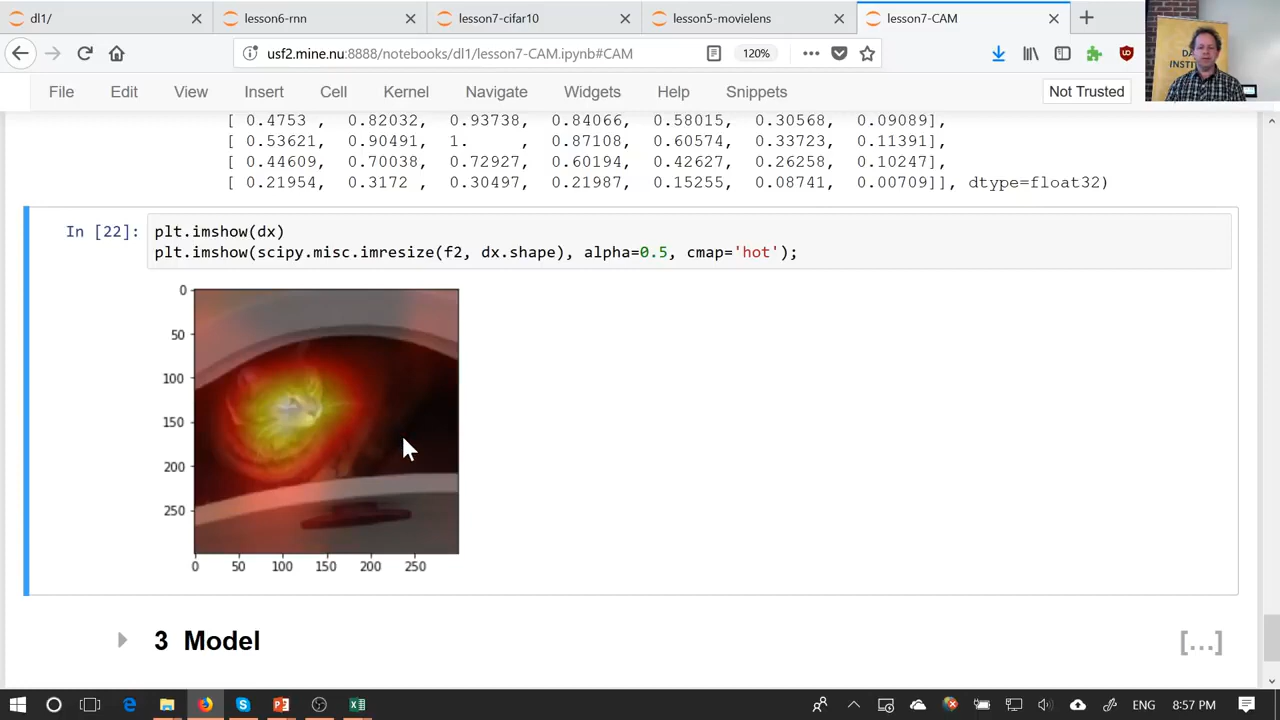 dl1/
lesson6-rnn
lesson7-cifar10
lesson5-movielens
lesson7-CAM
usf2.mine.nu:8888/notebooks/dl1/lesson7-CAM.ipynb#CAM
120%
File Edit View Insert Cell Kernel Navigate Widgets Help Snippets
Not Trusted
[ 0.4753 , 0.82032, 0.93738, 0.84066, 0.58015, 0.30568, 0.09089],
[ 0.53621, 0.90491, 1. , 0.87108, 0.60574, 0.33723, 0.11391],
[ 0.44609, 0.70038, 0.72927, 0.60194, 0.42627, 0.26258, 0.10247],
[ 0.21954, 0.3172 , 0.30497, 0.21987, 0.15255, 0.08741, 0.00709]], dtype=float32)
In [22]:
plt.imshow(dx)
plt.imshow(scipy.misc.imresize(f2, dx.shape), alpha=0.5, cmap='hot');
0
50
100
150
200
250
0 50 100 150 200 250
3 Model
[...]
ENG
8:57 PM